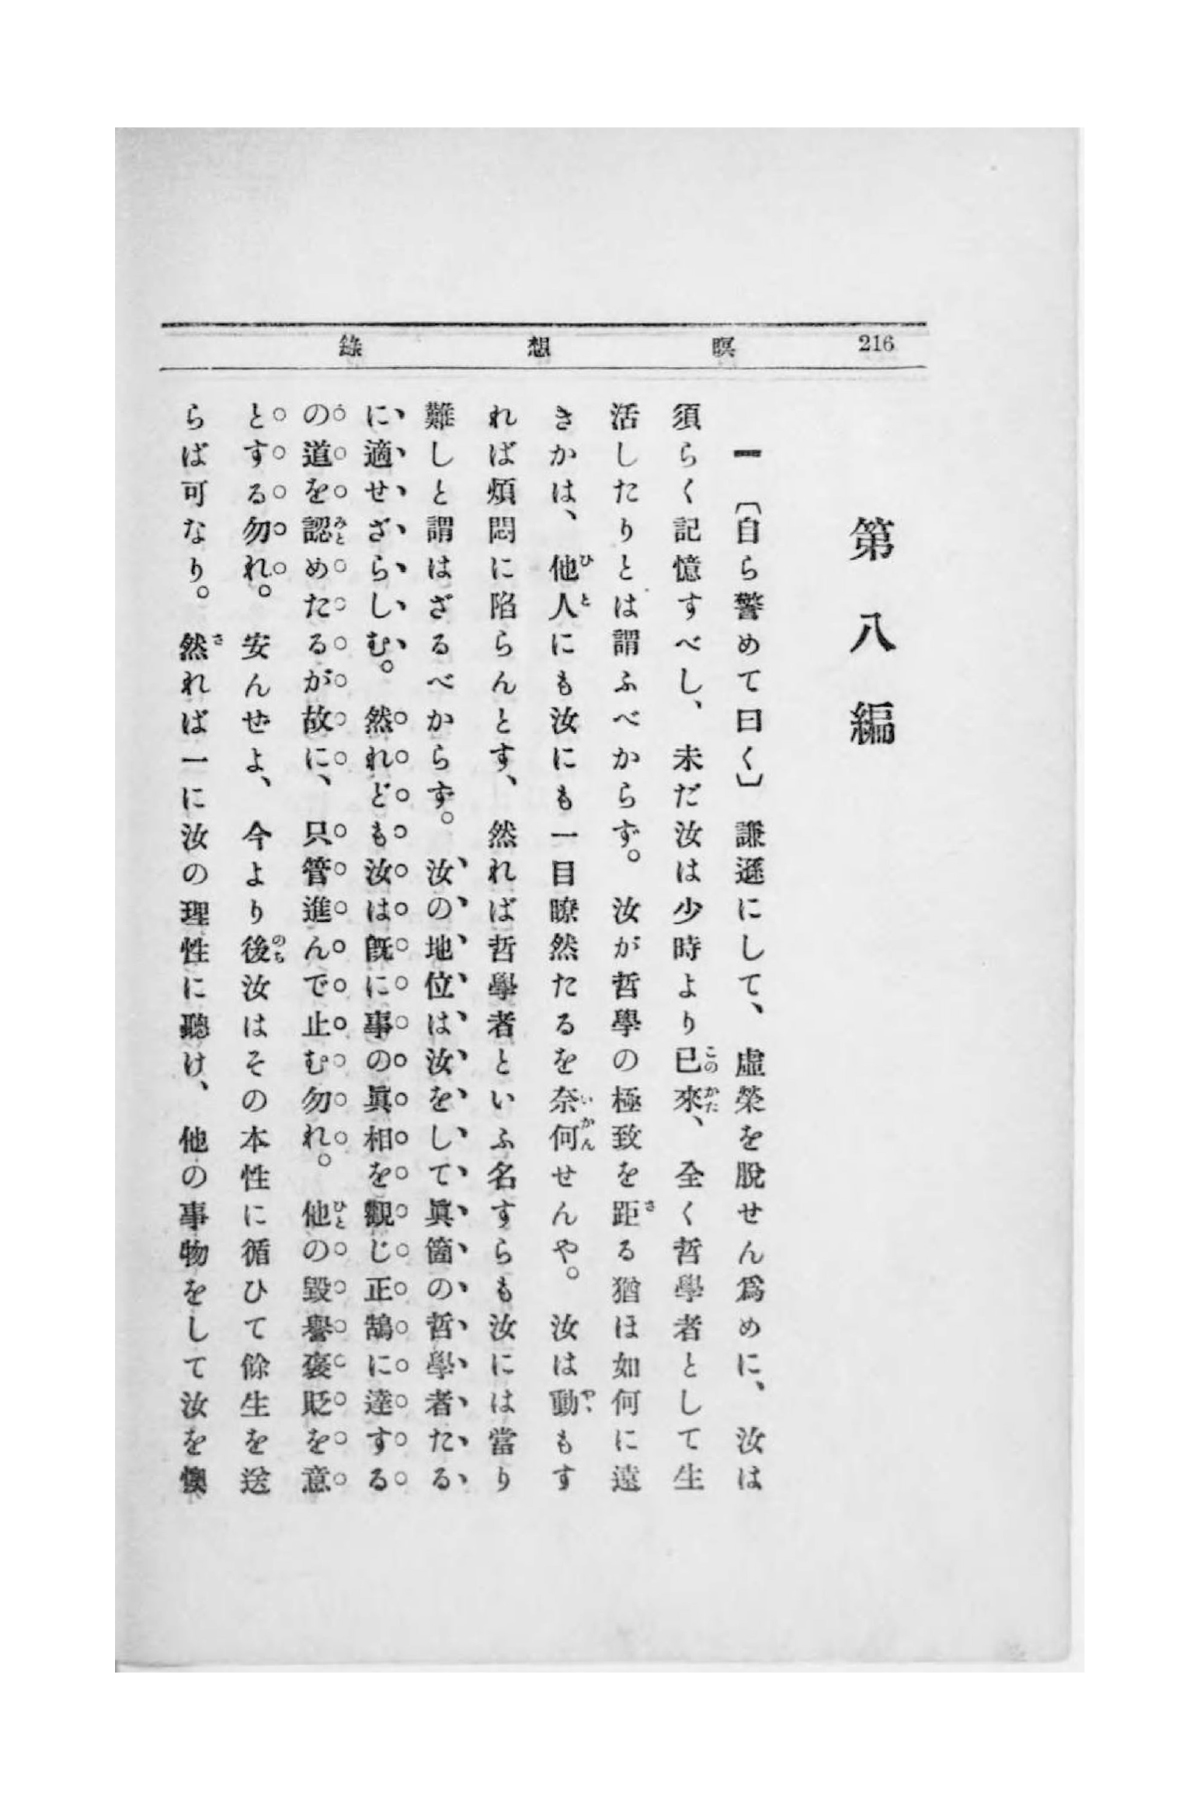 216
瞑想錄
第八編
一 〔自ら警めて曰く〕謙遜にして、虛榮を脫せん爲めに、汝は
須らく記憶すべし、未だ汝は少時より已來、全く哲學者として生
活したりとは謂ふべからず。汝が哲學の極致を距る猶ほ如何に遠
きかは、他人にも汝にも一目瞭然たるを奈何せんや。汝は動もす
れば煩悶に陷らんとす、然れば哲學者といふ名すらも汝には當り
難しと謂はざるべからず。汝の地位は汝をして眞箇の哲學者たる
に適せざらしむ。然れども汝は旣に事の眞相を觀じ正鵠に達する
の道を認めたるが故に、只管進んで止む勿れ。他の毀譽褒貶を意
とする勿れ。安んせよ、今より後汝はその本性に循ひて餘生を送
らば可なり。然れば一に汝の理性に聽け、他の事物をして汝を懊